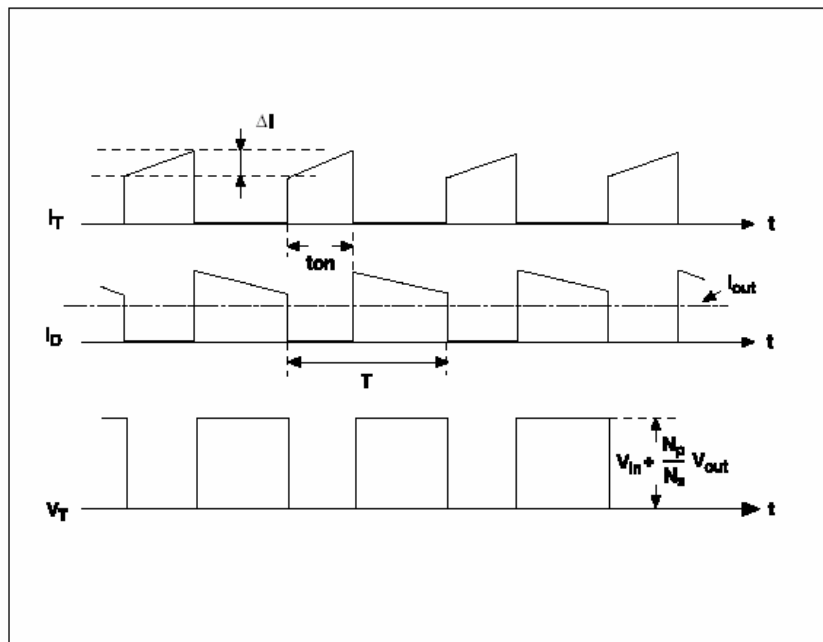 ΔI
I_T
t
ton
I_out
I_D
t
T
V_in + N_p/N_s V_out
V_T
t